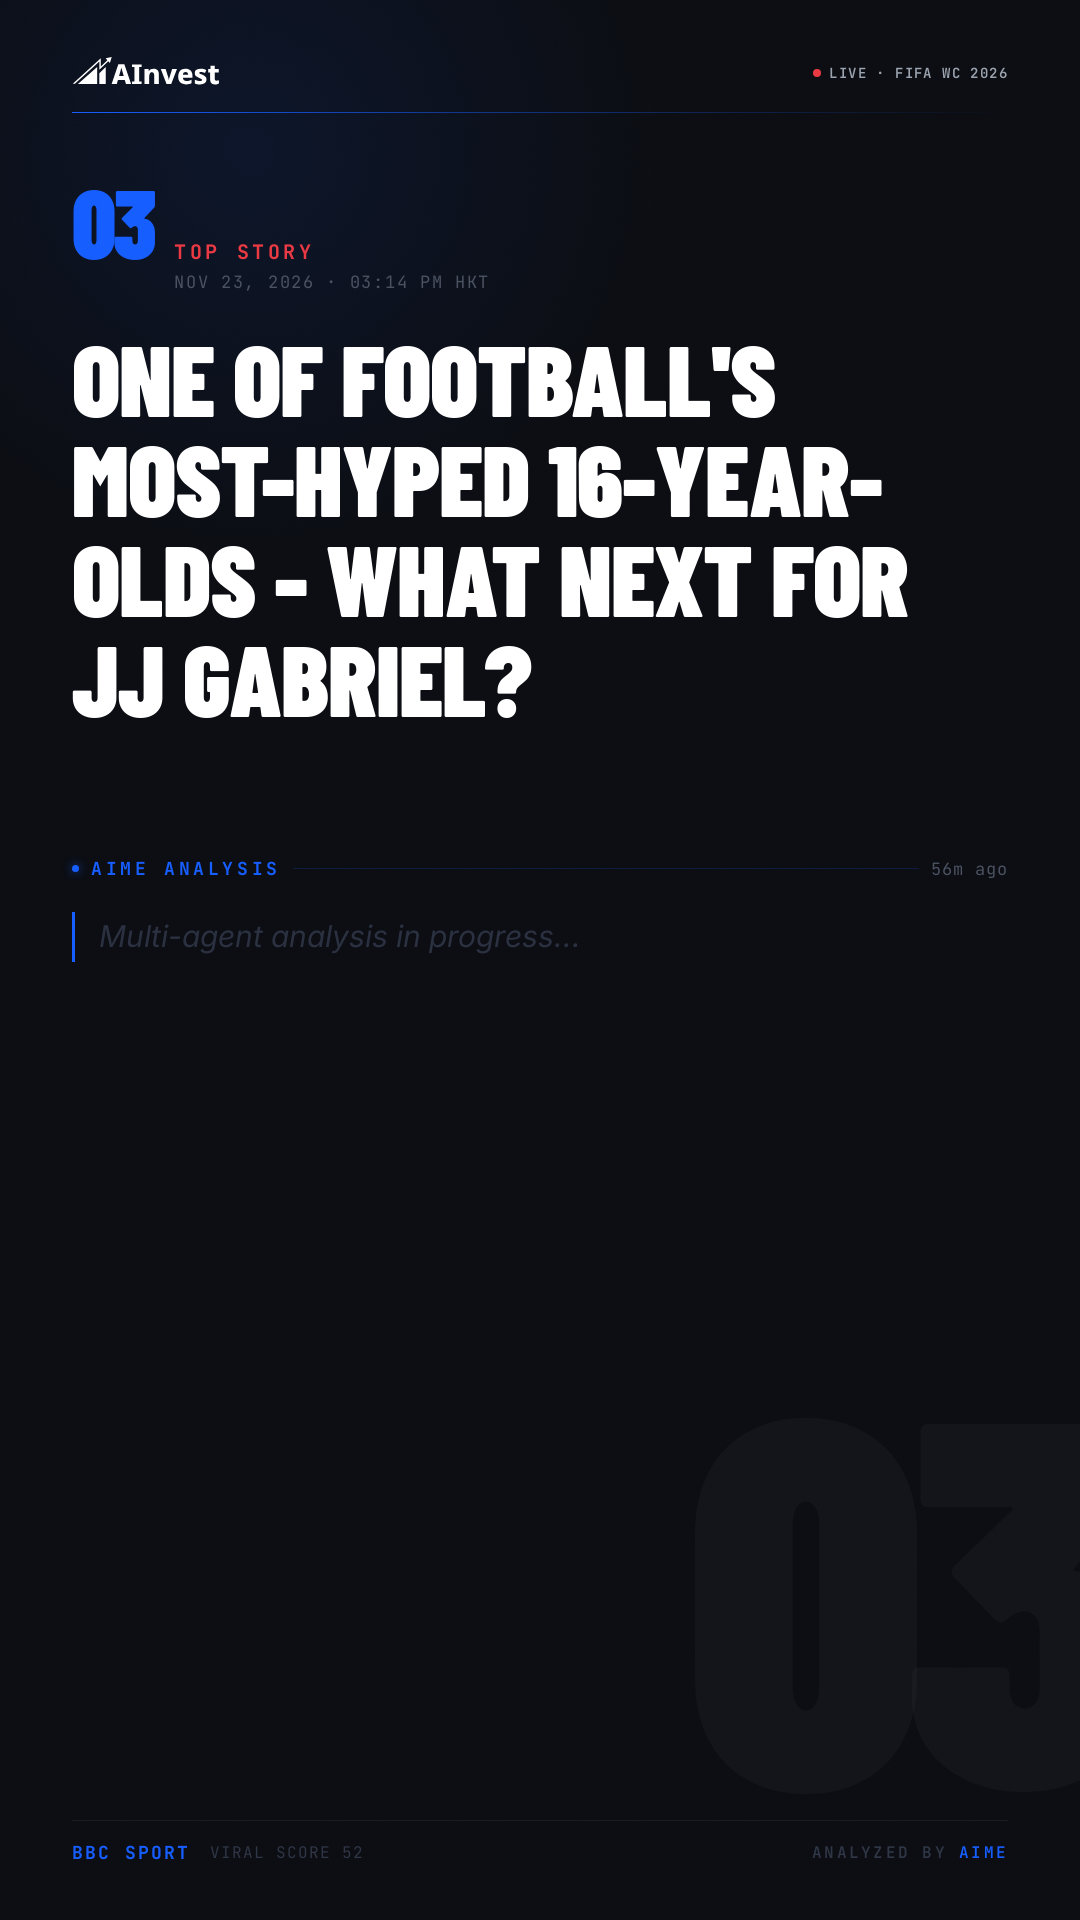 AInvest
LIVE · FIFA WC 2026
03
TOP STORY
NOV 23, 2026 · 03:14 PM HKT
ONE OF FOOTBALL'S
MOST-HYPED 16-YEAR-
OLDS - WHAT NEXT FOR
JJ GABRIEL?
AIME ANALYSIS
56m ago
Multi-agent analysis in progress...
03
BBC SPORT VIRAL SCORE 52
ANALYZED BY AIME